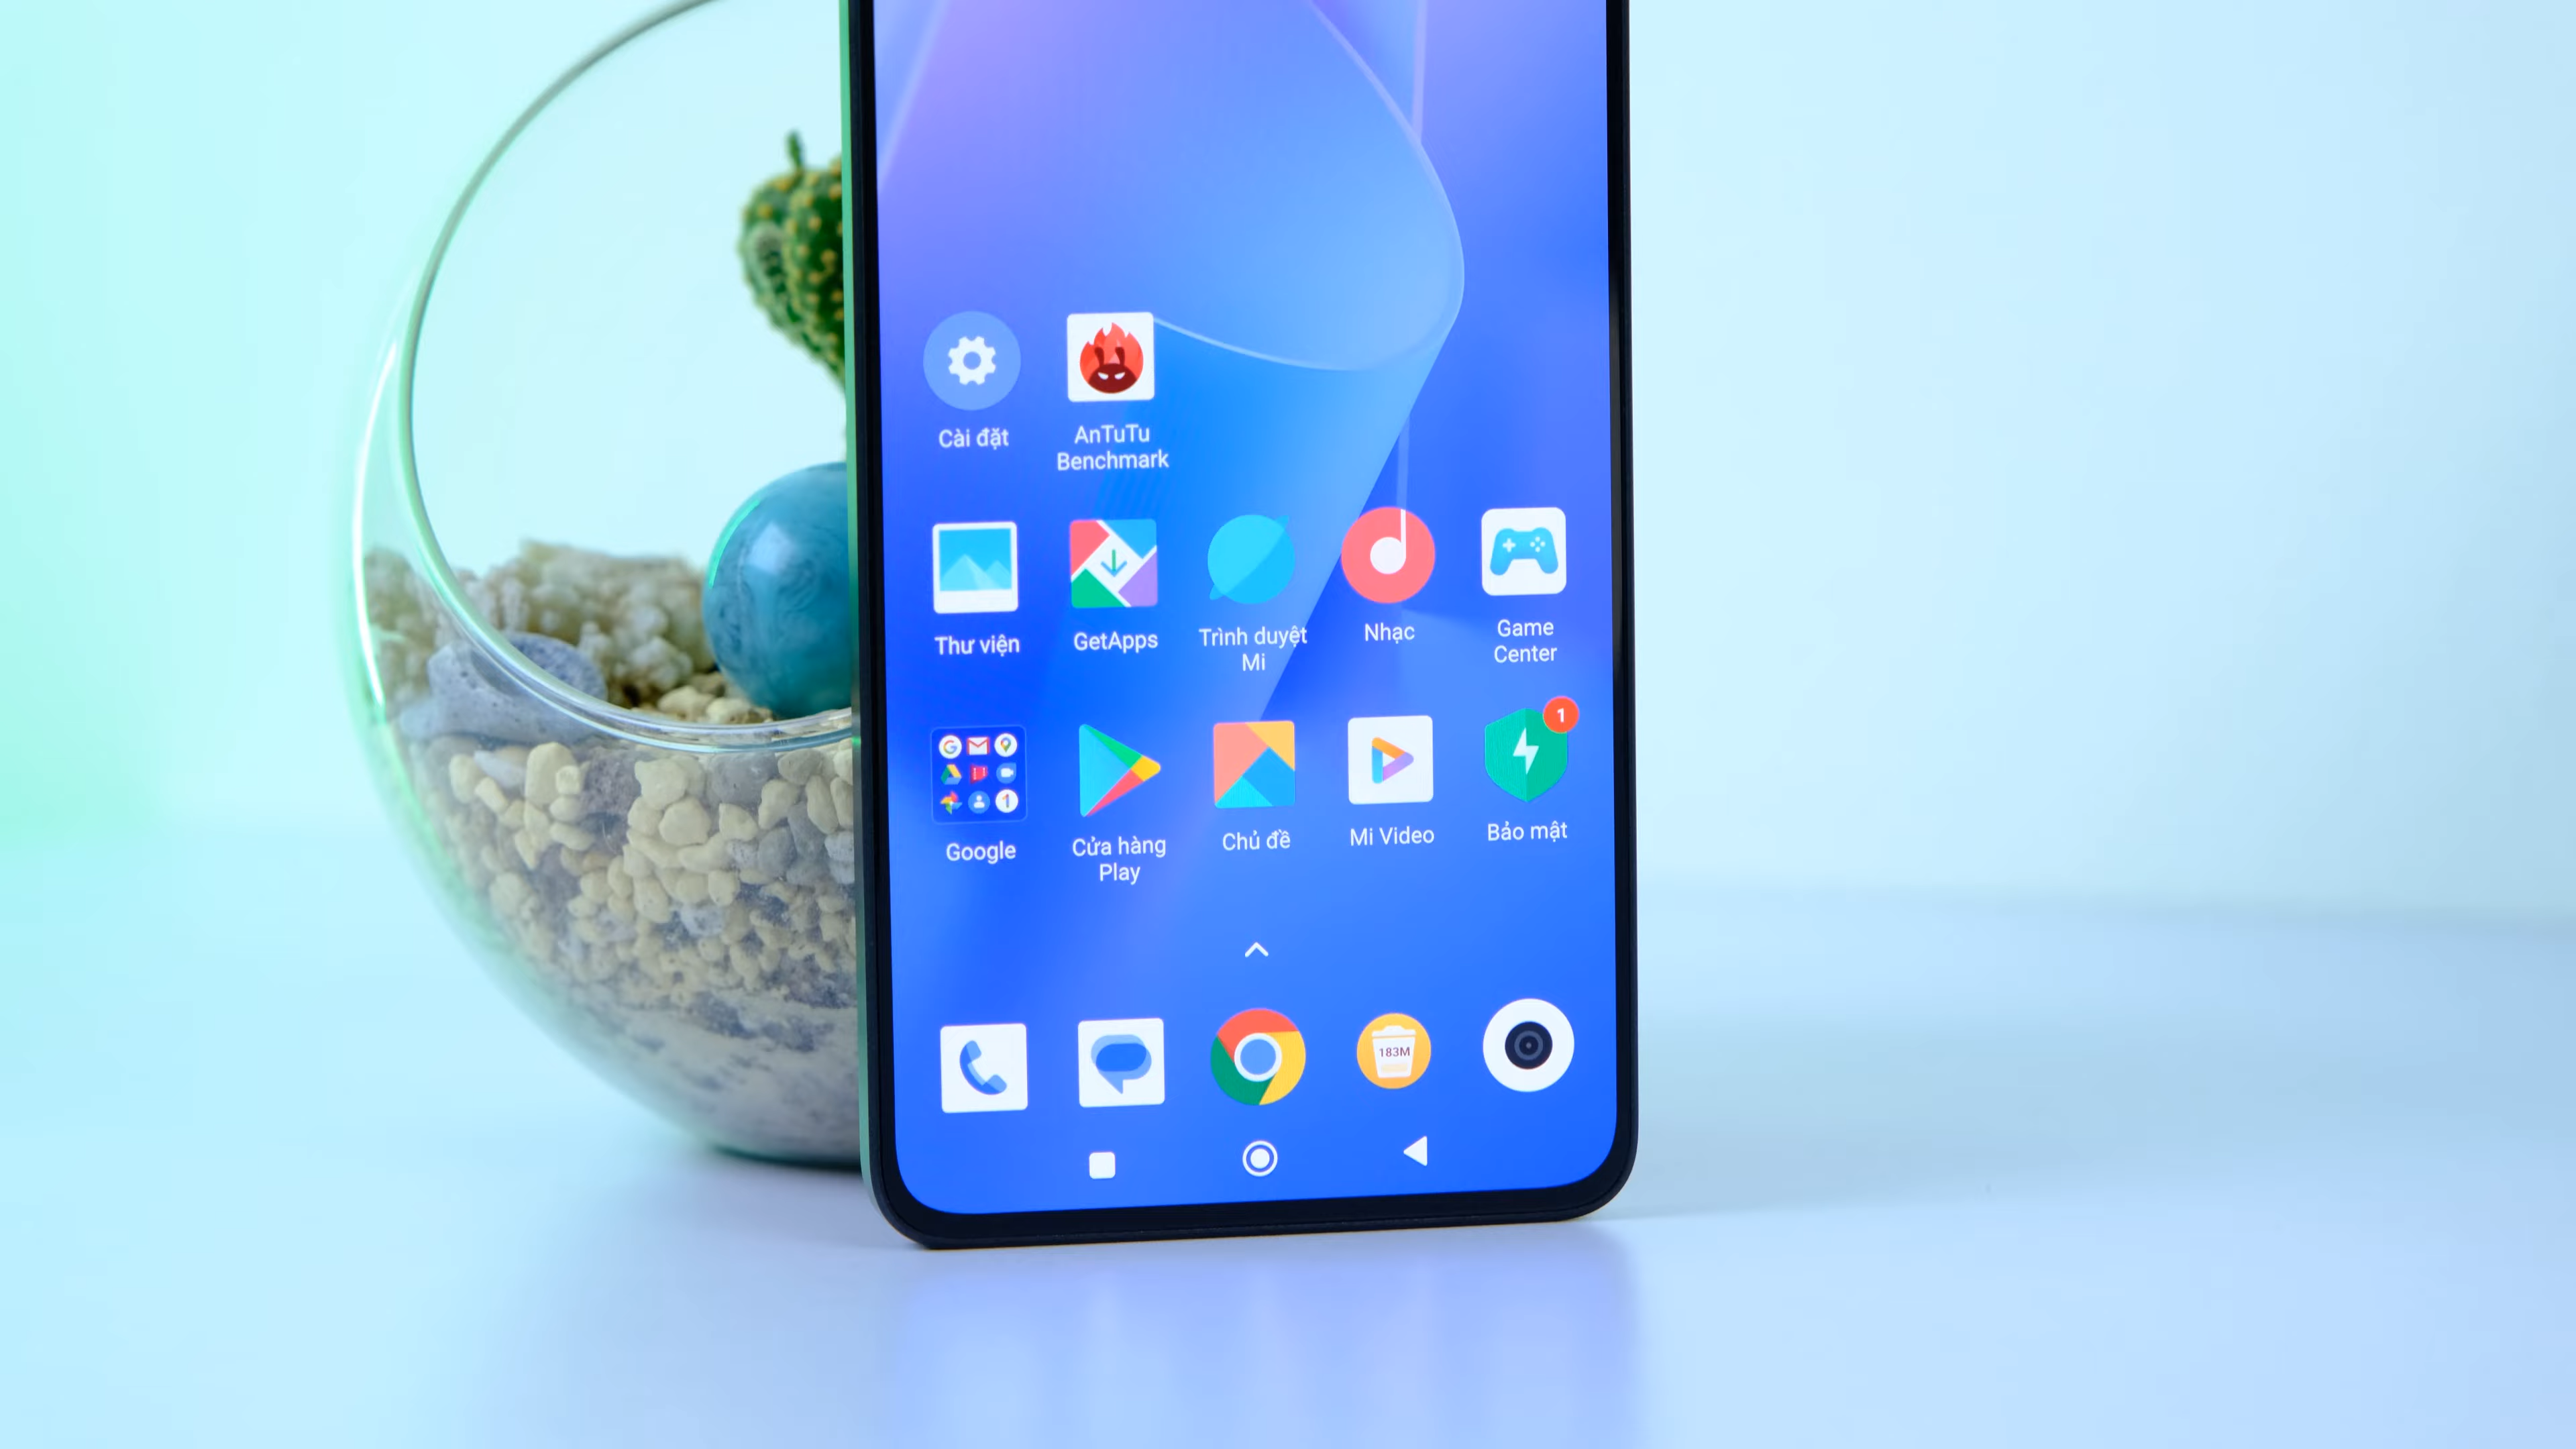 Cài đặt
AnTuTu
Benchmark
Thư viện
GetApps
Trình duyệt
Mi
Nhạc
Game
Center
Google
Cửa hàng
Play
Chủ đề
Mi Video
1
Bảo mật
183M